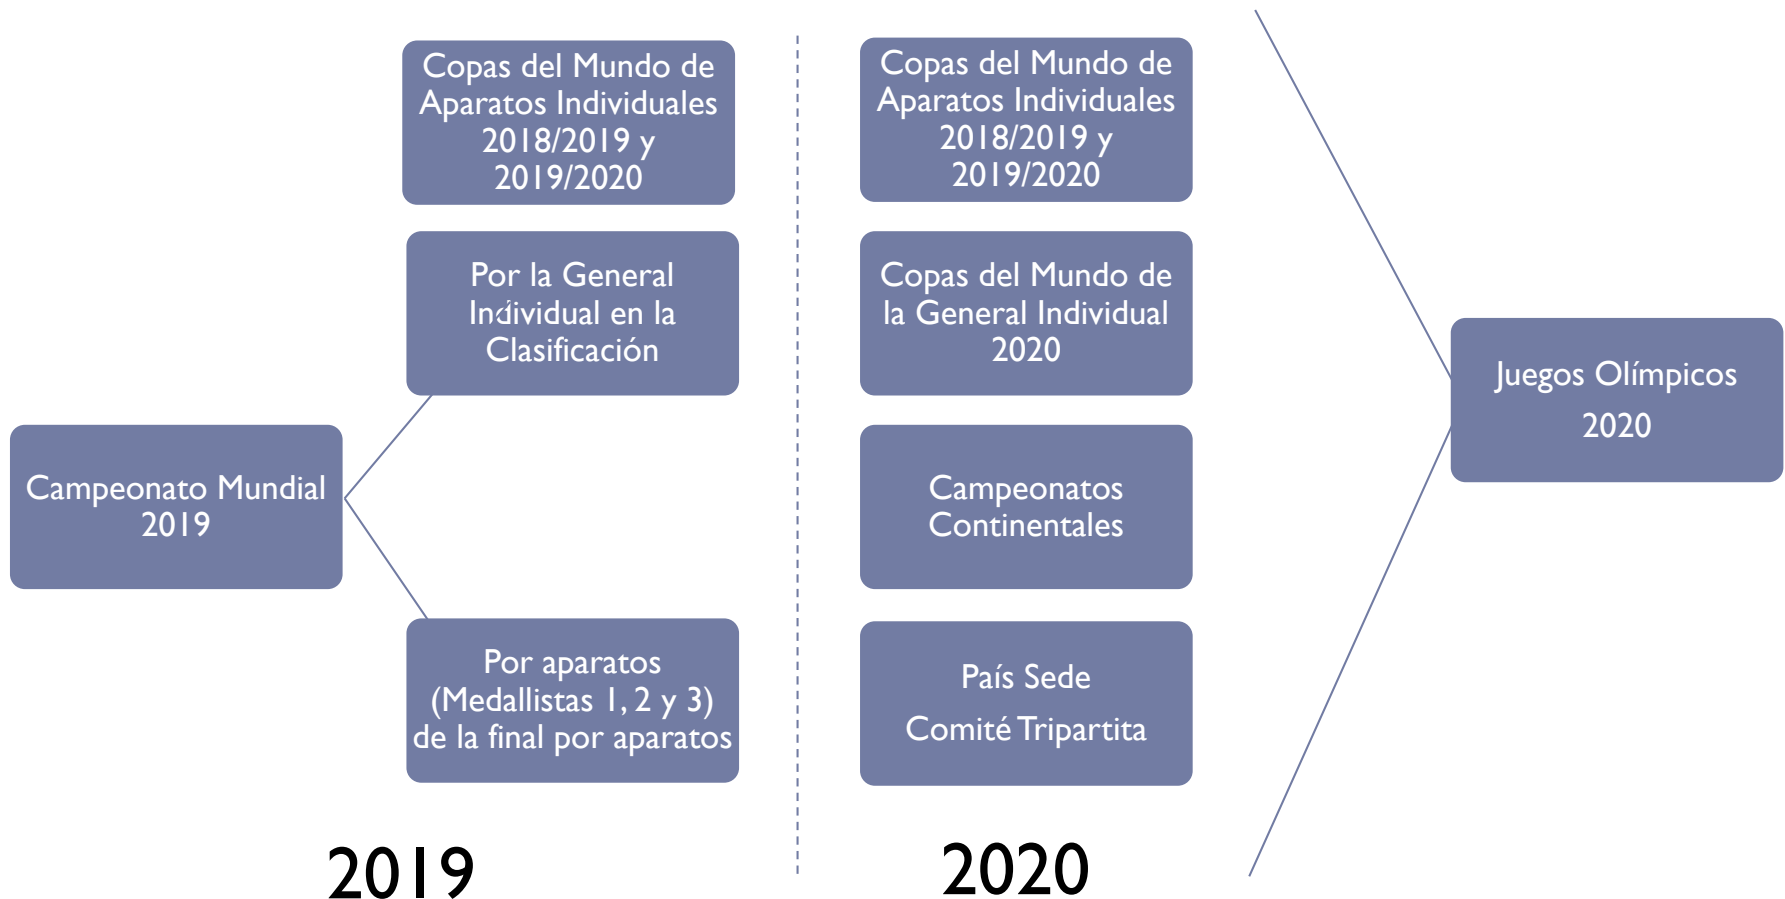 Copas del Mundo de
Aparatos Individuales
2018/2019 y
2019/2020
Por la General
Individual en la
Clasificación
Campeonato Mundial
2019
Por aparatos
(Medallistas 1, 2 y 3)
de la final por aparatos
2019
Copas del Mundo de
Aparatos Individuales
2018/2019 y
2019/2020
Copas del Mundo de
la General Individual
2020
Campeonatos
Continentales
País Sede
Comité Tripartita
2020
Juegos Olímpicos
2020